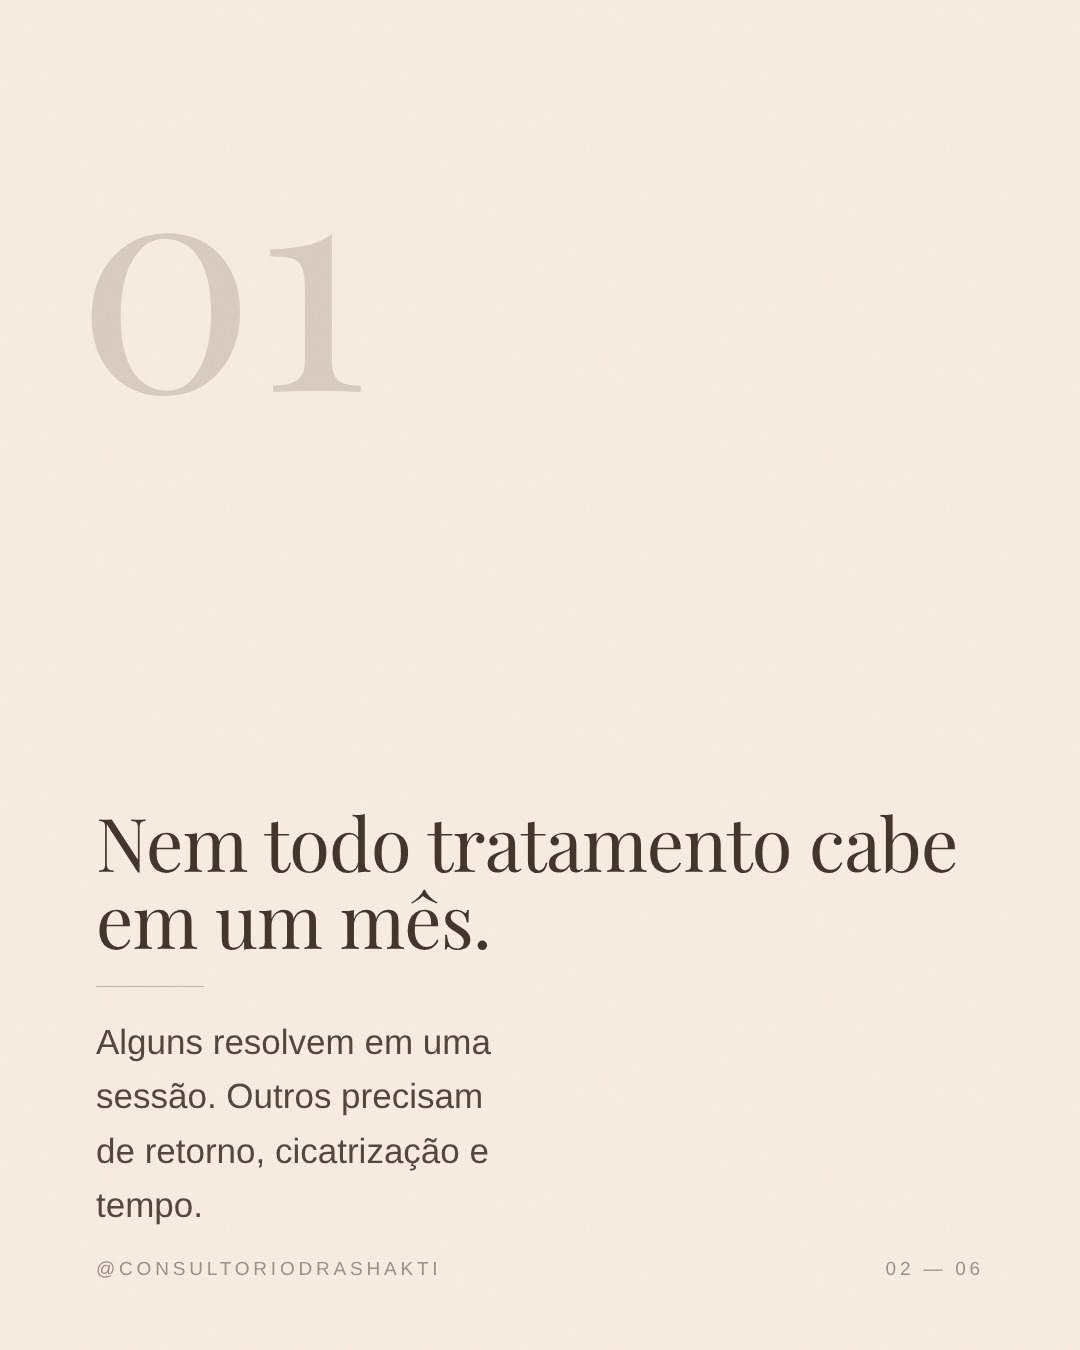 01
Nem todo tratamento cabe
em um mês.
Alguns resolvem em uma
sessão. Outros precisam
de retorno, cicatrização e
tempo.
@CONSULTORIODRASHAKTI
02 — 06